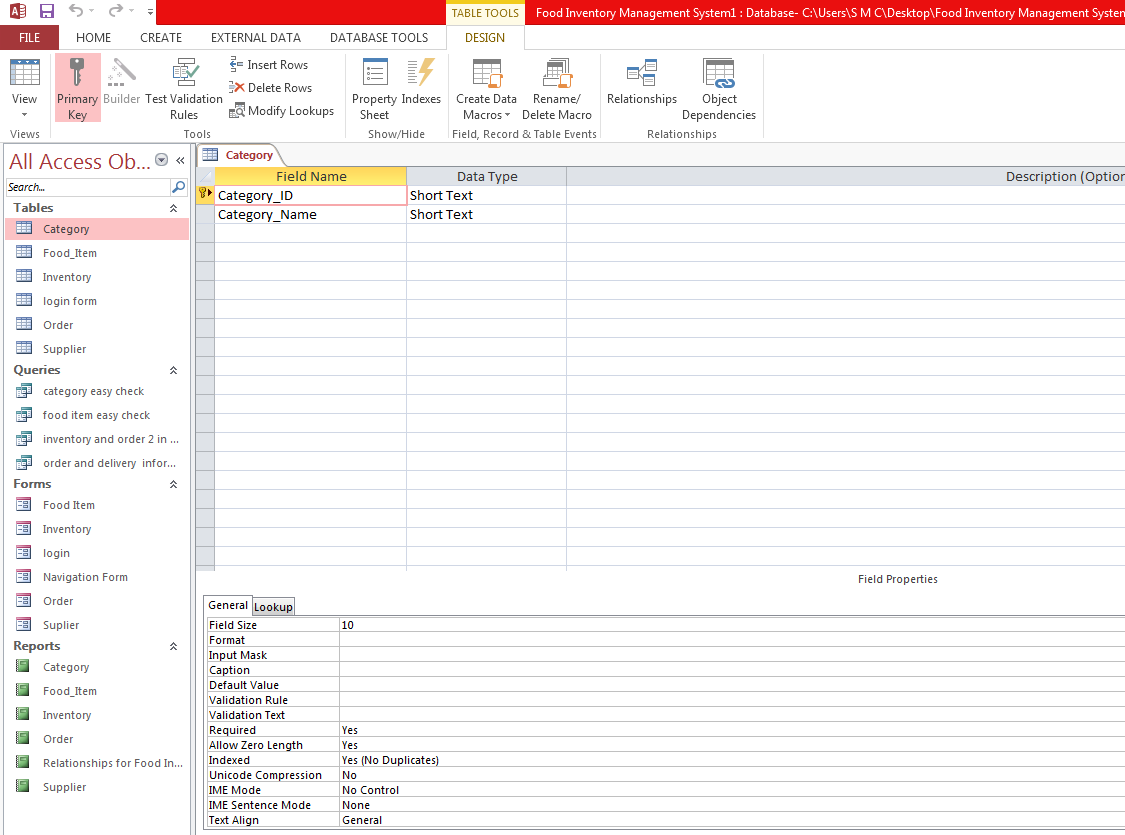 TABLE TOOLS
Food Inventory Management System1 : Database- C:\Users\S M C\Desktop\Food Inventory Management System
FILE HOME CREATE EXTERNAL DATA DATABASE TOOLS DESIGN
View
Primary Key
Builder
Test Validation Rules
Insert Rows
Delete Rows
Modify Lookups
Property Sheet
Indexes
Create Data Macros
Rename/ Delete Macro
Relationships
Object Dependencies
Views
Tools
Show/Hide
Field, Record & Table Events
Relationships
All Access Ob...
Search...
Tables
Category
Food_Item
Inventory
login form
Order
Supplier
Queries
category easy check
food item easy check
inventory and order 2 in ...
order and delivery infor...
Forms
Food Item
Inventory
login
Navigation Form
Order
Suplier
Reports
Category
Food_Item
Inventory
Order
Relationships for Food In...
Supplier
Category
Field Name Data Type Description (Option
Category_ID Short Text
Category_Name Short Text
Field Properties
General Lookup
Field Size 10
Format
Input Mask
Caption
Default Value
Validation Rule
Validation Text
Required Yes
Allow Zero Length Yes
Indexed Yes (No Duplicates)
Unicode Compression No
IME Mode No Control
IME Sentence Mode None
Text Align General